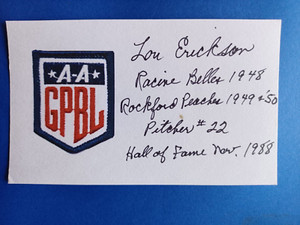 A-A
GPBL
Lou Erickson
Racine Belles 1948
Rockford Peaches 1949 & '50
Pitcher #22
Hall of Fame Nov. 1988